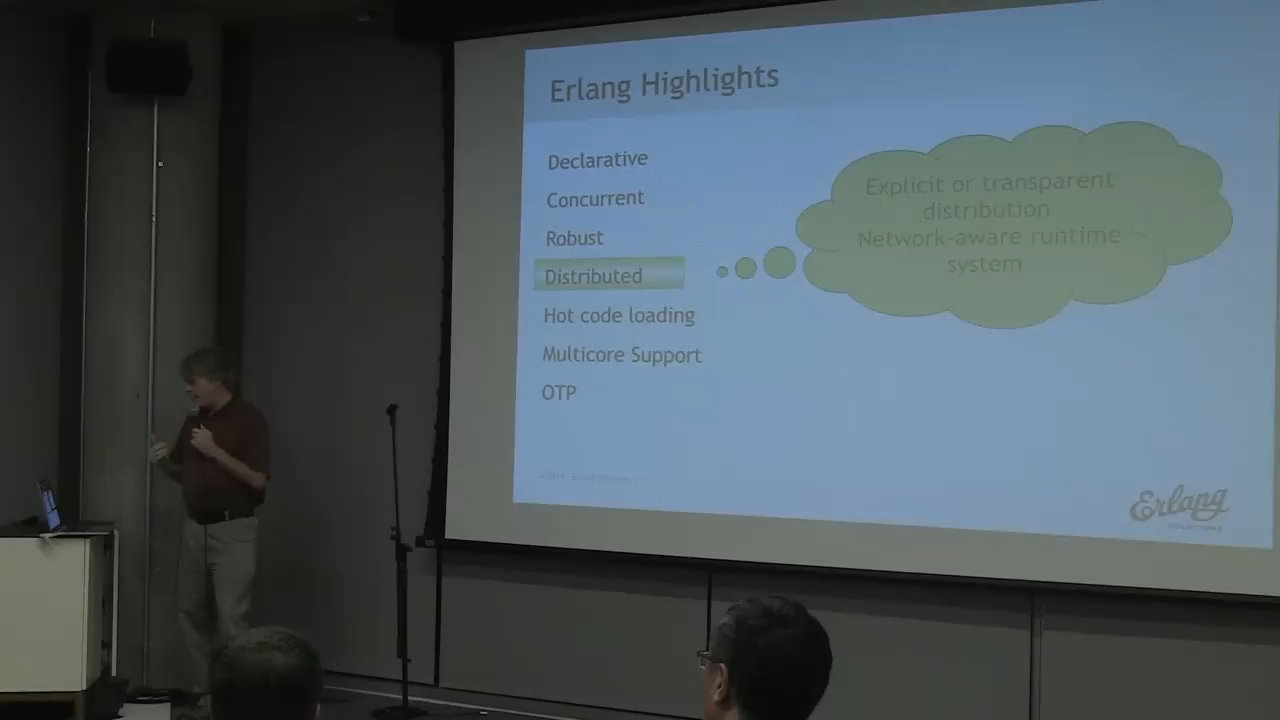 Erlang Highlights
Declarative
Concurrent
Robust
Distributed
Hot code loading
Multicore Support
OTP
Explicit or transparent
distribution
Network-aware runtime
system
Erlang
SOLUTIONS